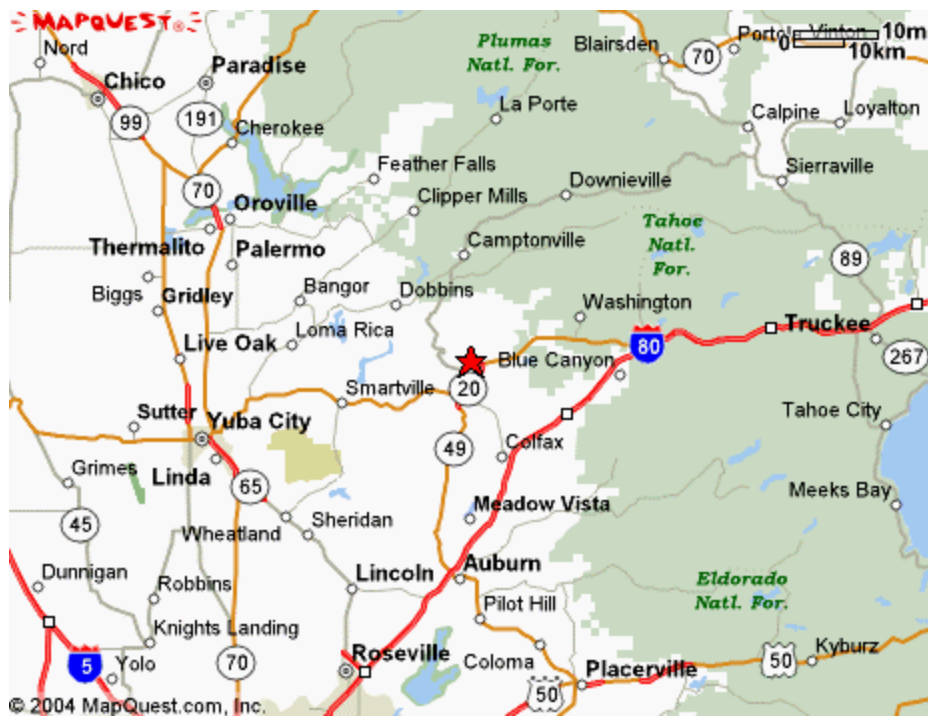 MAPQUEST®
Nord
Chico
Paradise
99
191
Cherokee
Plumas
Natl. For.
La Porte
Blairsden
70
Portola
Vinton
10mi
0
10km
Calpine
Loyalton
Sierraville
Feather Falls
Clipper Mills
Downieville
70
Oroville
Thermalito
Palermo
Camptonville
Tahoe
Natl.
For.
89
Biggs
Gridley
Bangor
Dobbins
Loma Rica
Washington
Truckee
Live Oak
Blue Canyon
80
267
Smartville
20
Sutter
Yuba City
Linda
49
Colfax
Tahoe City
Grimes
65
Meeks Bay
45
Wheatland
Sheridan
Meadow Vista
Dunnigan
Robbins
Lincoln
Auburn
Eldorado
Natl. For.
Pilot Hill
Knights Landing
5
Yolo
70
Roseville
Coloma
Placerville
50
50
Kyburz
© 2004 MapQuest.com, Inc.